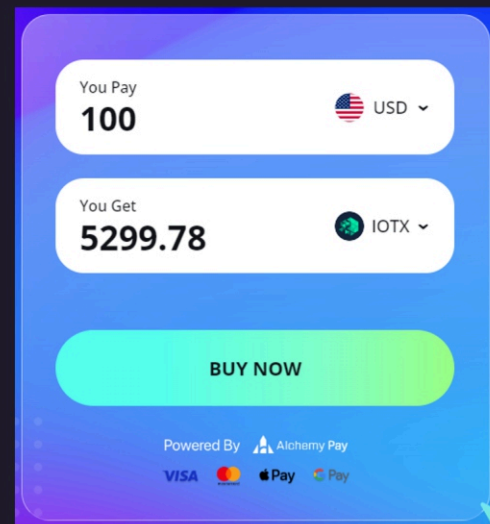 You Pay
100
USD
You Get
5299.78
IOTX
BUY NOW
Powered By Alchemy Pay
VISA Pay G Pay